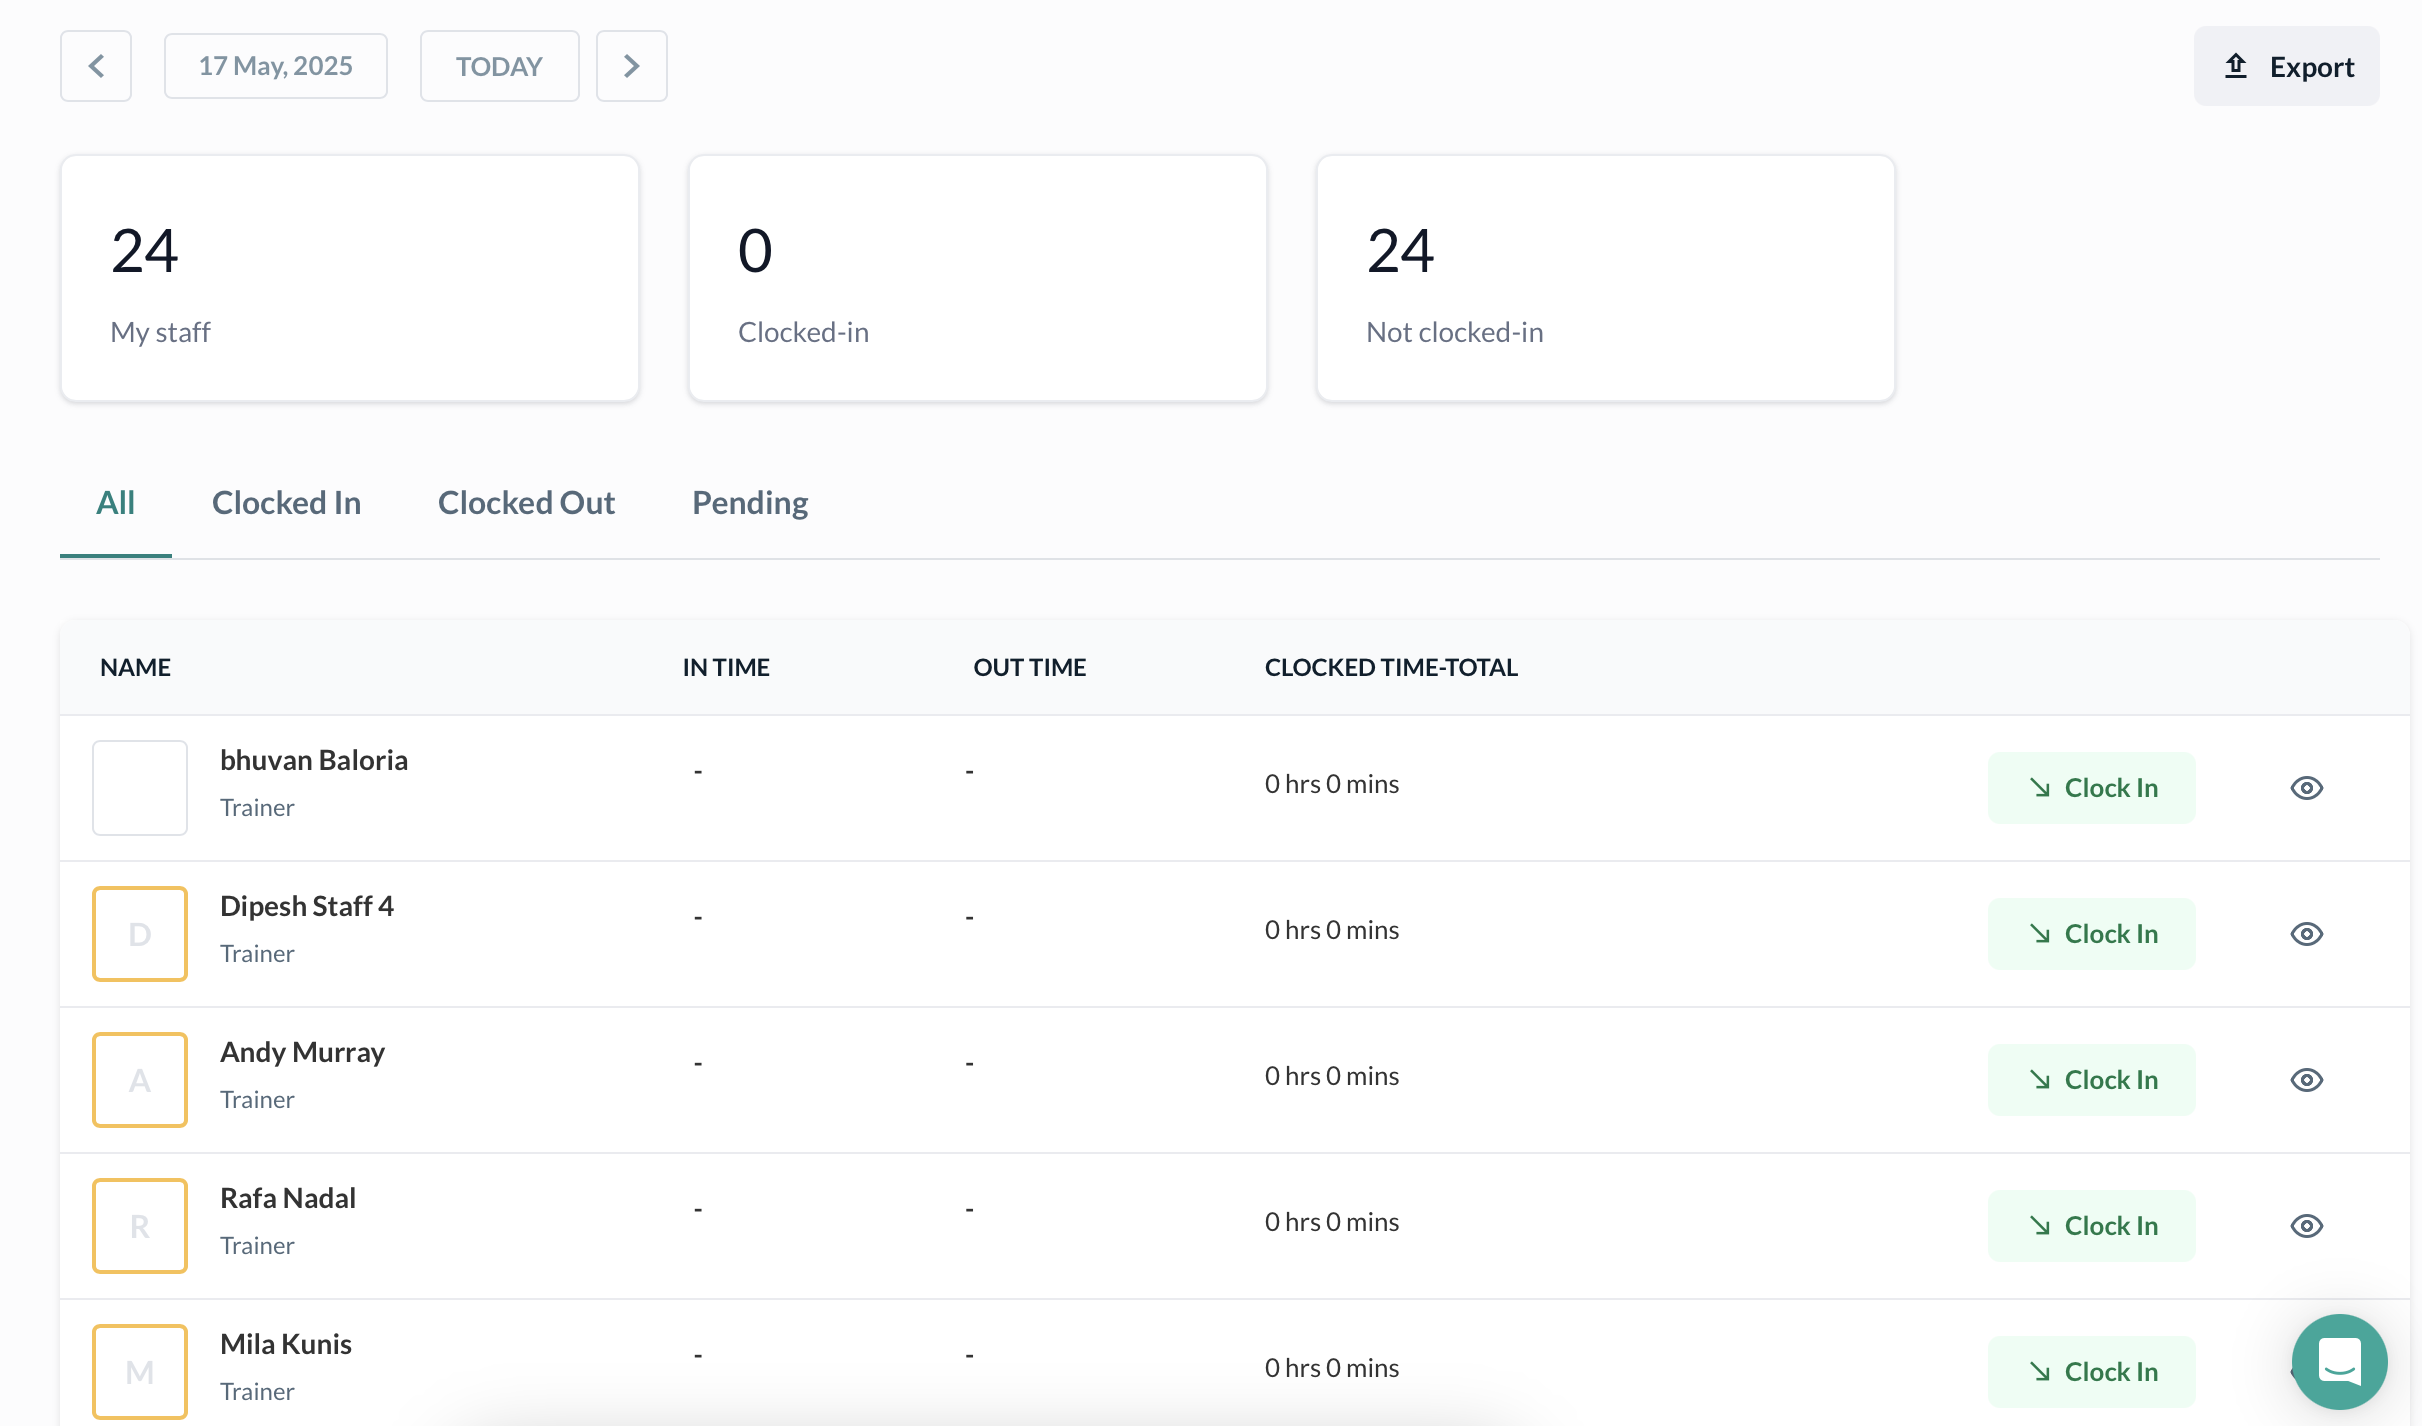 17 May, 2025 TODAY Export
24 0 24
My staff Clocked-in Not clocked-in
All Clocked In Clocked Out Pending
NAME IN TIME OUT TIME CLOCKED TIME-TOTAL
bhuvan Baloria
Trainer
- - 0 hrs 0 mins Clock In
D
Dipesh Staff 4
Trainer
- - 0 hrs 0 mins Clock In
A
Andy Murray
Trainer
- - 0 hrs 0 mins Clock In
R
Rafa Nadal
Trainer
- - 0 hrs 0 mins Clock In
M
Mila Kunis
Trainer
- - 0 hrs 0 mins Clock In